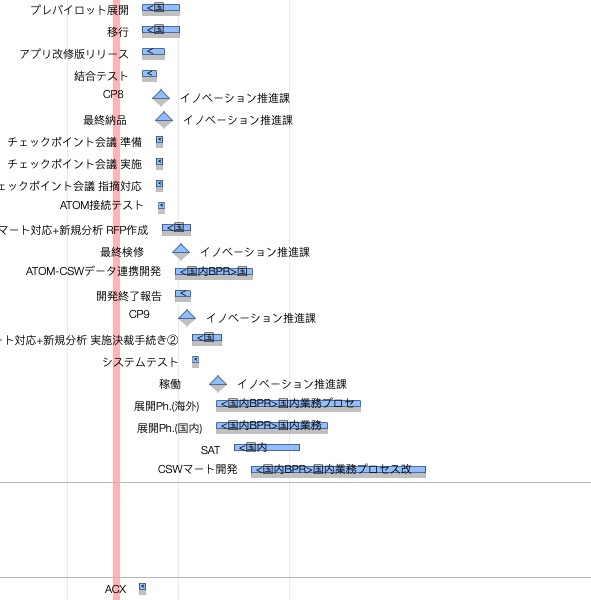 プレパイロット展開 <国
移行 <国
アプリ改修版リリース <
結合テスト <
CP8 イノベーション推進課
最終納品 イノベーション推進課
チェックポイント会議 準備
チェックポイント会議 実施
ェックポイント会議 指摘対応
ATOM接続テスト
マート対応+新規分析 RFP作成 <国
最終検修 イノベーション推進課
ATOM-CSWデータ連携開発 <国内BPR>国
開発終了報告 <
CP9 イノベーション推進課
ート対応+新規分析 実施決裁手続き② <国
システムテスト
稼働 イノベーション推進課
展開Ph.(海外) <国内BPR>国内業務プロセ
展開Ph.(国内) <国内BPR>国内業務
SAT <国内
CSWマート開発 <国内BPR>国内業務プロセス改
ACX